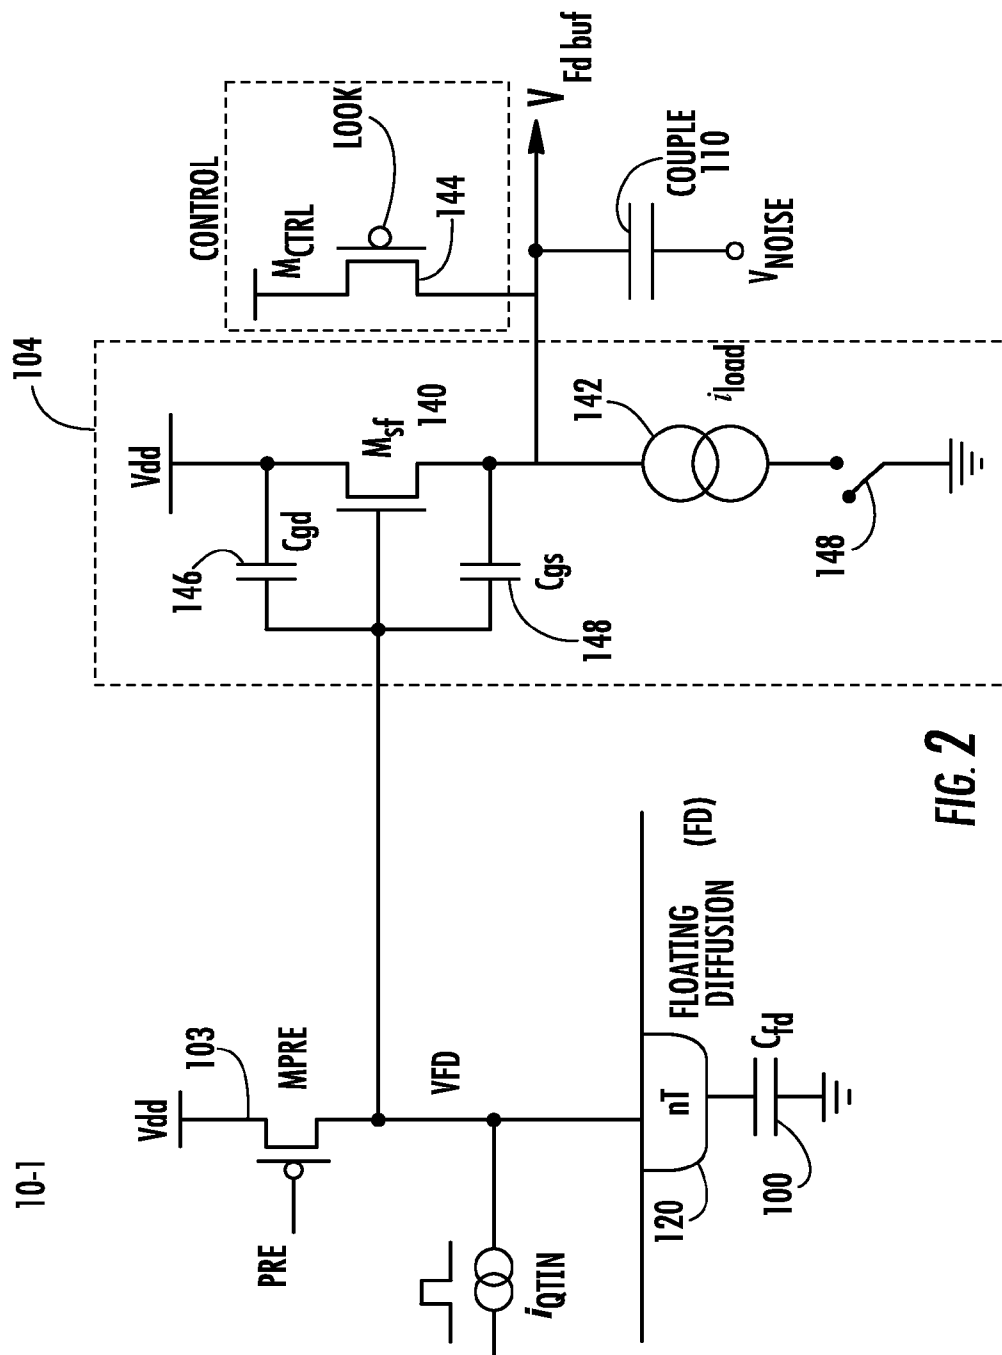 10-1
Vdd
103
PRE
MPRE
iQTIN
VFD
FLOATING
DIFFUSION
(FD)
nT
120
Cfd
100
104
Vdd
146
Cgd
Msf
140
Cgs
148
142
iload
148
CONTROL
MCTRL
LOOK
144
VFd buf
COUPLE
110
VNOISE
FIG. 2